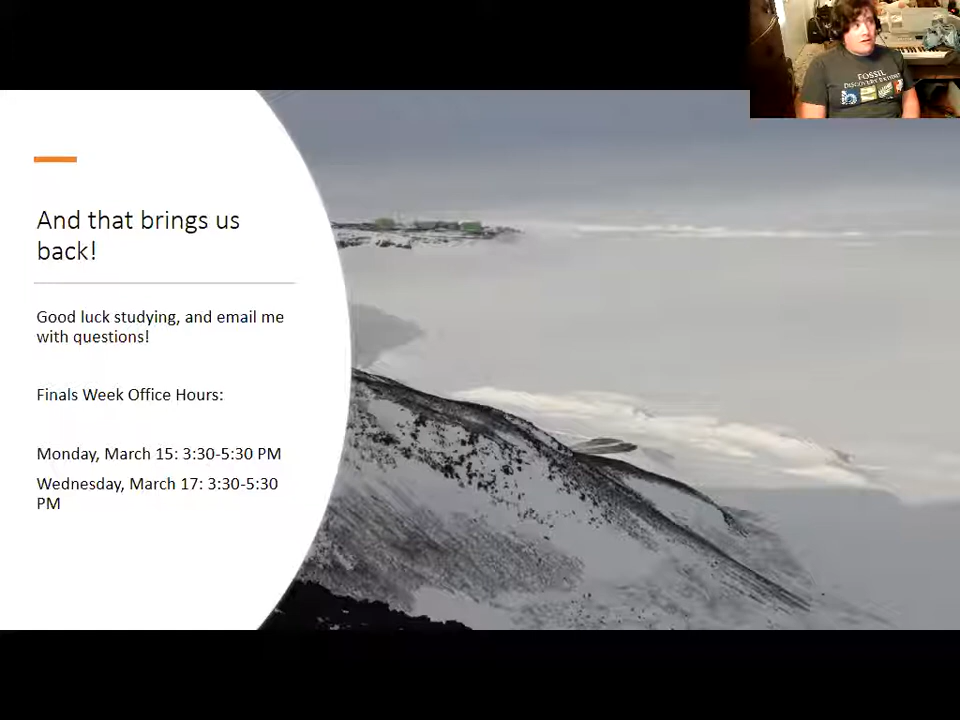 FOSSIL
And that brings us
back!
Good luck studying, and email me
with questions!
Finals Week Office Hours:
Monday, March 15: 3:30-5:30 PM
Wednesday, March 17: 3:30-5:30
PM